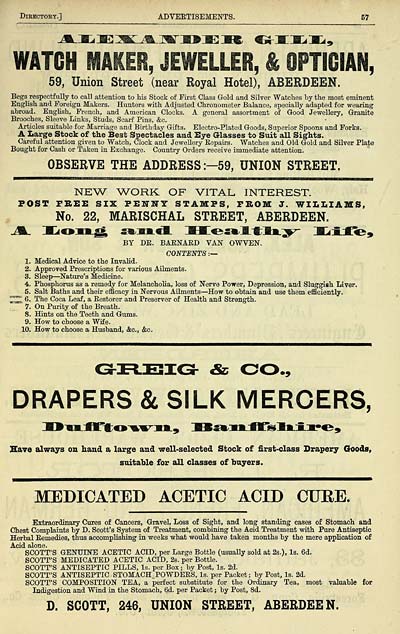 DIRECTORY.] ADVERTISEMENTS. 57
ALEXANDER GILL,
WATCH MAKER, JEWELLER, & OPTICIAN,
59, Union Street (near Royal Hotel), ABERDEEN.
Begs respectfully to call attention to his Stock of First Class Gold and Silver Watches by the most eminent
English and Foreign Makers. Hunters with Adjusted Chronometer Balance, specially adapted for wearing
abroad. English, French, and American Clocks. A general assortment of Good Jewellery, Granite
Brooches, Sleeve Links, Studs, Scarf Pins, &c.
Articles suitable for Marriage and Birthday Gifts. Electro-Plated Goods, Superior Spoons and Forks.
A Large Stock of the Best Spectacles and Eye Glasses to Suit all Sights.
Careful attention given to Watch, Clock and Jewellery Repairs. Watches and Old Gold and Silver Plate
Bought for Cash or Taken in Exchange. Country Orders receive immediate attention.
OBSERVE THE ADDRESS:—59, UNION STREET.
NEW WORK OF VITAL INTEREST.
POST FREE SIX PENNY STAMPS, FROM J. WILLIAMS,
No. 22, MARISCHAL STREET, ABERDEEN.
A Long and Healthy Life,
BY DR. BARNARD VAN OWVEN.
CONTENTS :—
1. Medical Advice to the Invalid.
2. Approved Prescriptions for various Ailments.
3. Sleep—Nature's Medicine.
4. Phosphorus as a remedy for Melancholia, loss of Nerve Power, Depression, and Sluggish Liver.
5. Salt Baths and their efficacy in Nervous Ailments—How to obtain and use them efficiently.
6. The Coca Leaf, a Restorer and Preserver of Health and Strength.
7. On Purity of the Breath.
8. Hints on the Teeth and Gums.
9. How to choose a Wife.
10. How to choose a Husband, &c., &c.
GREIG & CO.,
DRAPERS & SILK MERCERS,
Dufftown, Banffshire,
Have always on hand a large and well-selected Stock of first-class Drapery Goods,
suitable for all classes of buyers.
MEDICATED ACETIC ACID CURE.
Extraordinary Cures of Cancers, Gravel, Loss of Sight, and long standing cases of Stomach and
Chest Complaints by D. Scott's System of Treatment, combining the Acid Treatment with Pure Antiseptic
Herbal Remedies, thus accomplishing in weeks what would have taken months by the mere application of
Acid alone.
SCOTT'S GENUINE ACETIC ACID, per Large Bottle (usually sold at 2s.), 1s. 6d.
SCOTT'S MEDICATED ACETIC ACID, 2s. per Bottle.
SCOTT'S ANTISEPTIC PILLS, 1s. per Box; by Post, 1s. 2d.
SCOTT'S ANTISEPTIC STOMACH POWDERS, 1s. per Packet; by Post, 1s. 2d.
SCOTT'S COMPOSITION TEA, a perfect substitute for the Ordinary Tea, most valuable for
Indigestion and Wind in the Stomach, 6d. per Packet; by Post, 8d.
D. SCOTT, 246, UNION STREET, ABERDEEN.